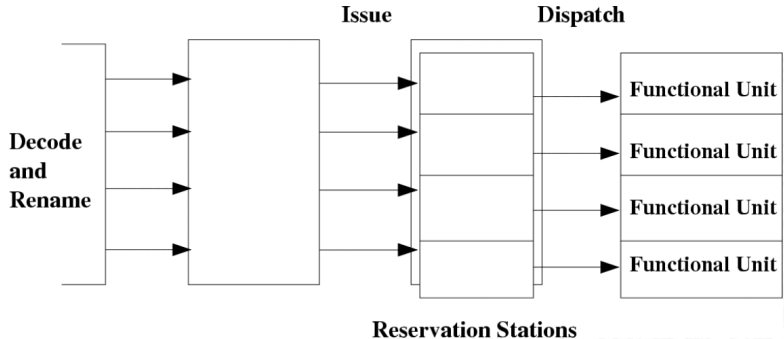 Issue
Dispatch
Decode
and
Rename
Functional Unit
Functional Unit
Functional Unit
Functional Unit
Reservation Stations